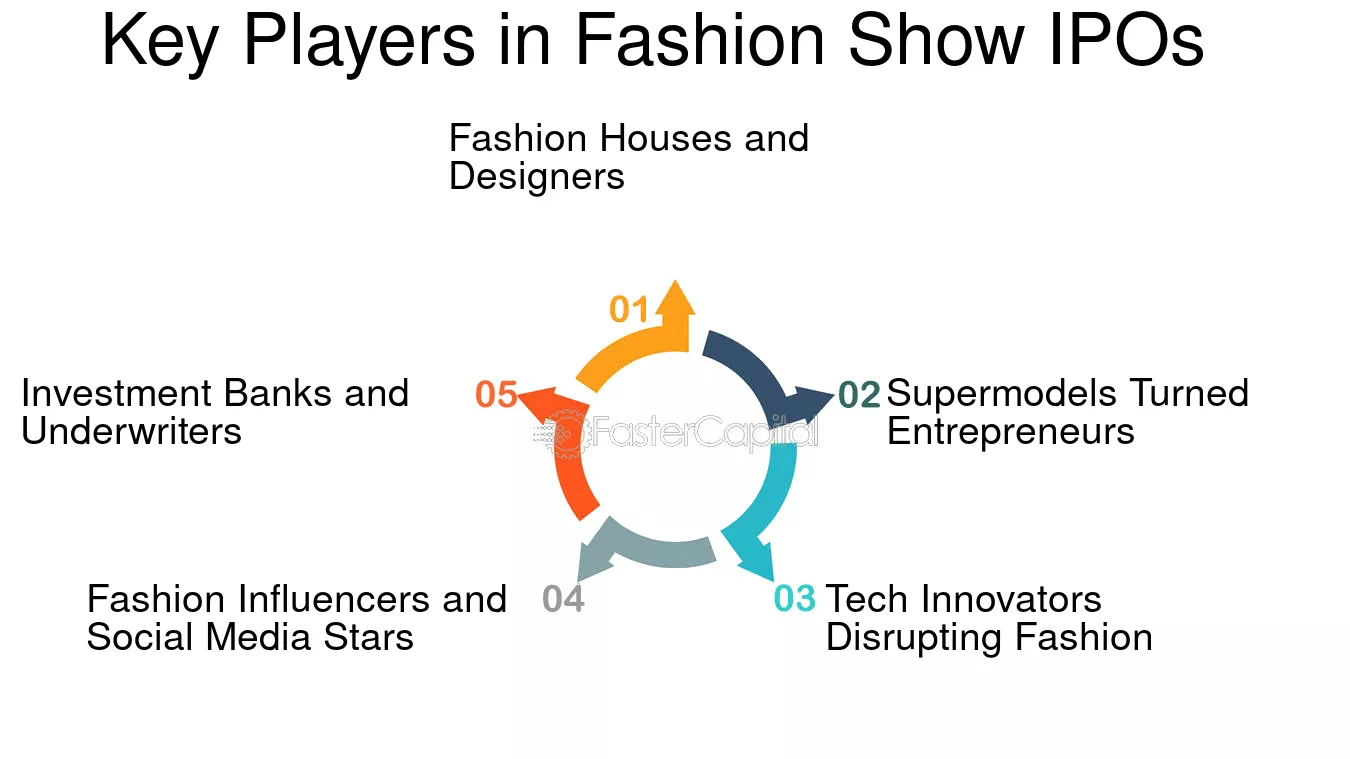 Key Players in Fashion Show IPOs
Fashion Houses and
Designers
01
02
Supermodels Turned
Entrepreneurs
03
Tech Innovators
Disrupting Fashion
04
Fashion Influencers and
Social Media Stars
05
Investment Banks and
Underwriters
FasterCapital